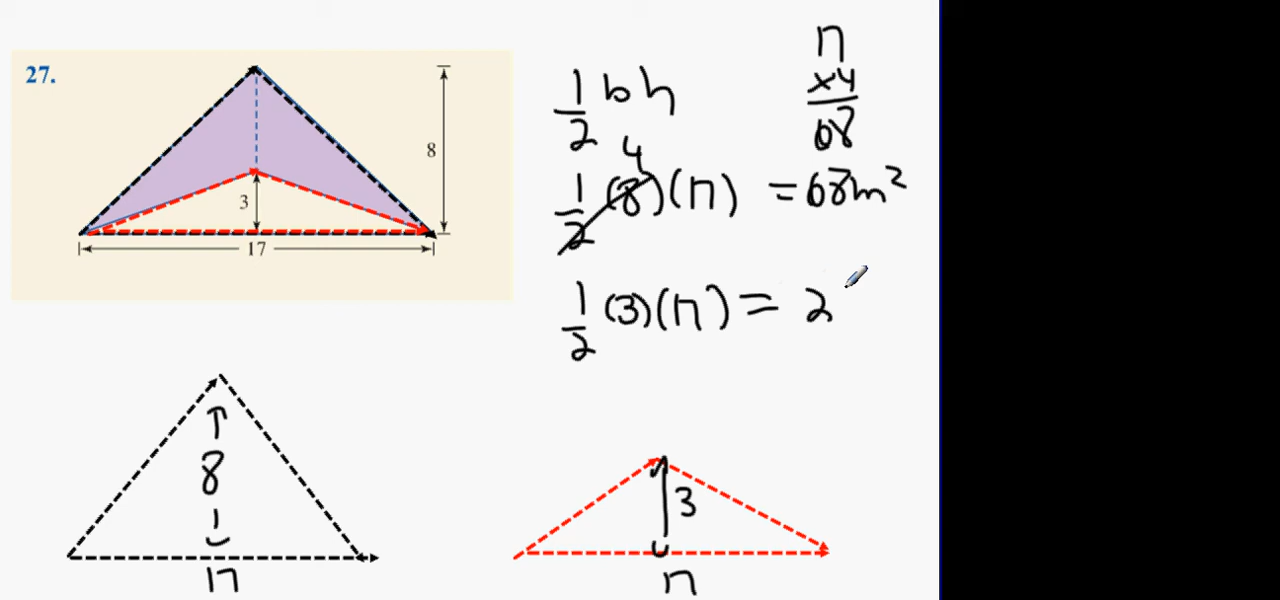 27.
8
3
17
1/2 bh
17
x4
68
4
1/2 (8)(17) = 68m²
1/2 (3)(17) = 2
8
17
3
17